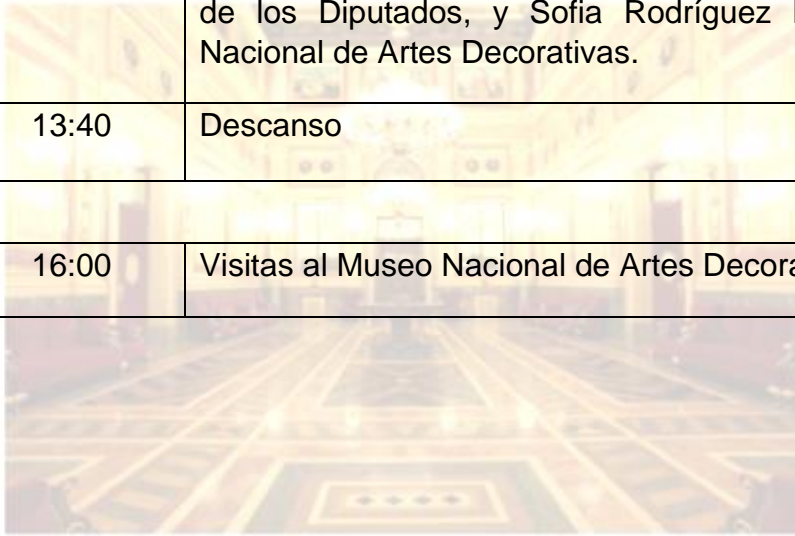 de los Diputados, y Sofia Rodríguez
Nacional de Artes Decorativas.
13:40 Descanso
16:00 Visitas al Museo Nacional de Artes